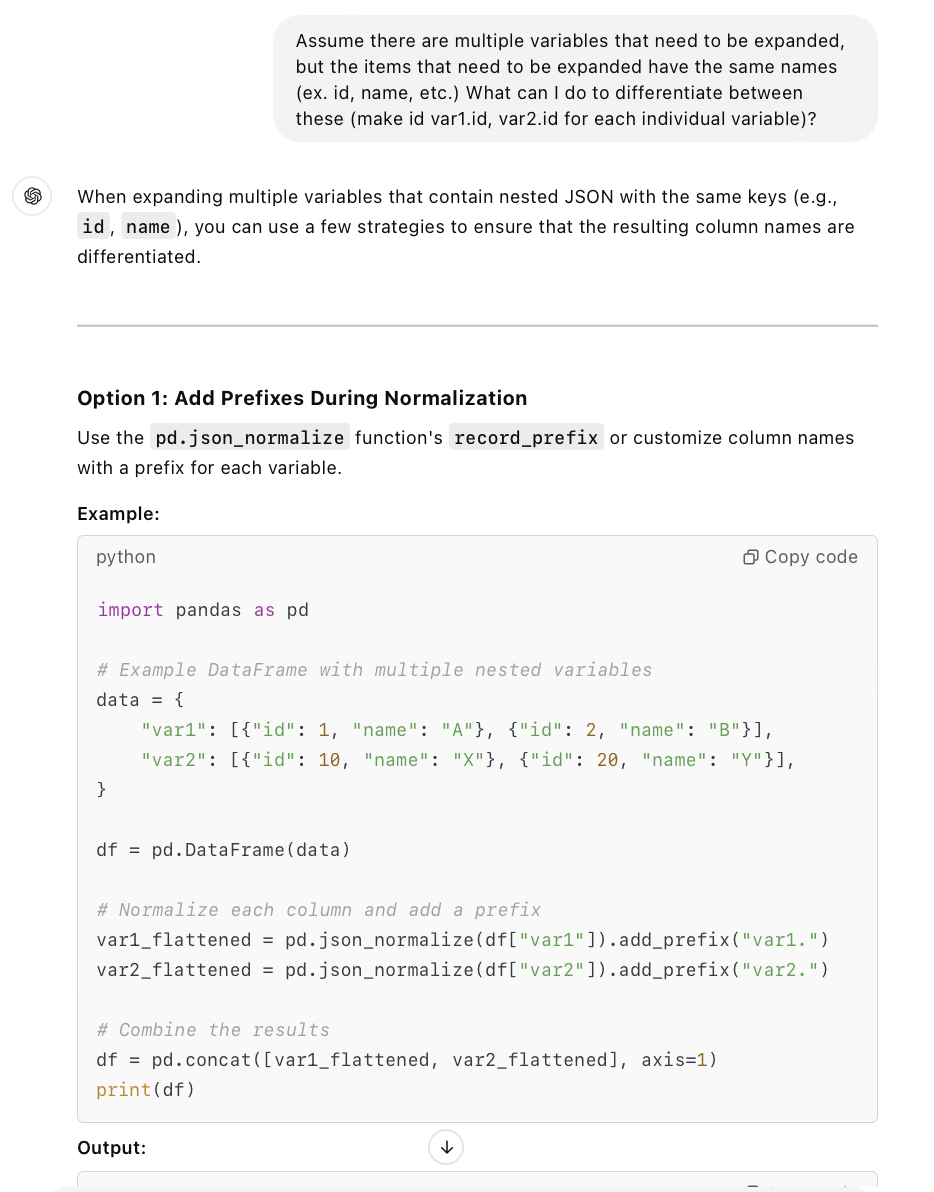 Assume there are multiple variables that need to be expanded,
but the items that need to be expanded have the same names
(ex. id, name, etc.) What can I do to differentiate between
these (make id var1.id, var2.id for each individual variable)?
When expanding multiple variables that contain nested JSON with the same keys (e.g.,
id, name), you can use a few strategies to ensure that the resulting column names are
differentiated.
Option 1: Add Prefixes During Normalization
Use the pd.json_normalize function's record_prefix or customize column names
with a prefix for each variable.
Example:
python
Copy code
import pandas as pd
# Example DataFrame with multiple nested variables
data = {
    "var1": [{"id": 1, "name": "A"}, {"id": 2, "name": "B"}],
    "var2": [{"id": 10, "name": "X"}, {"id": 20, "name": "Y"}],
}
df = pd.DataFrame(data)
# Normalize each column and add a prefix
var1_flattened = pd.json_normalize(df["var1"]).add_prefix("var1.")
var2_flattened = pd.json_normalize(df["var2"]).add_prefix("var2.")
# Combine the results
df = pd.concat([var1_flattened, var2_flattened], axis=1)
print(df)
Output: